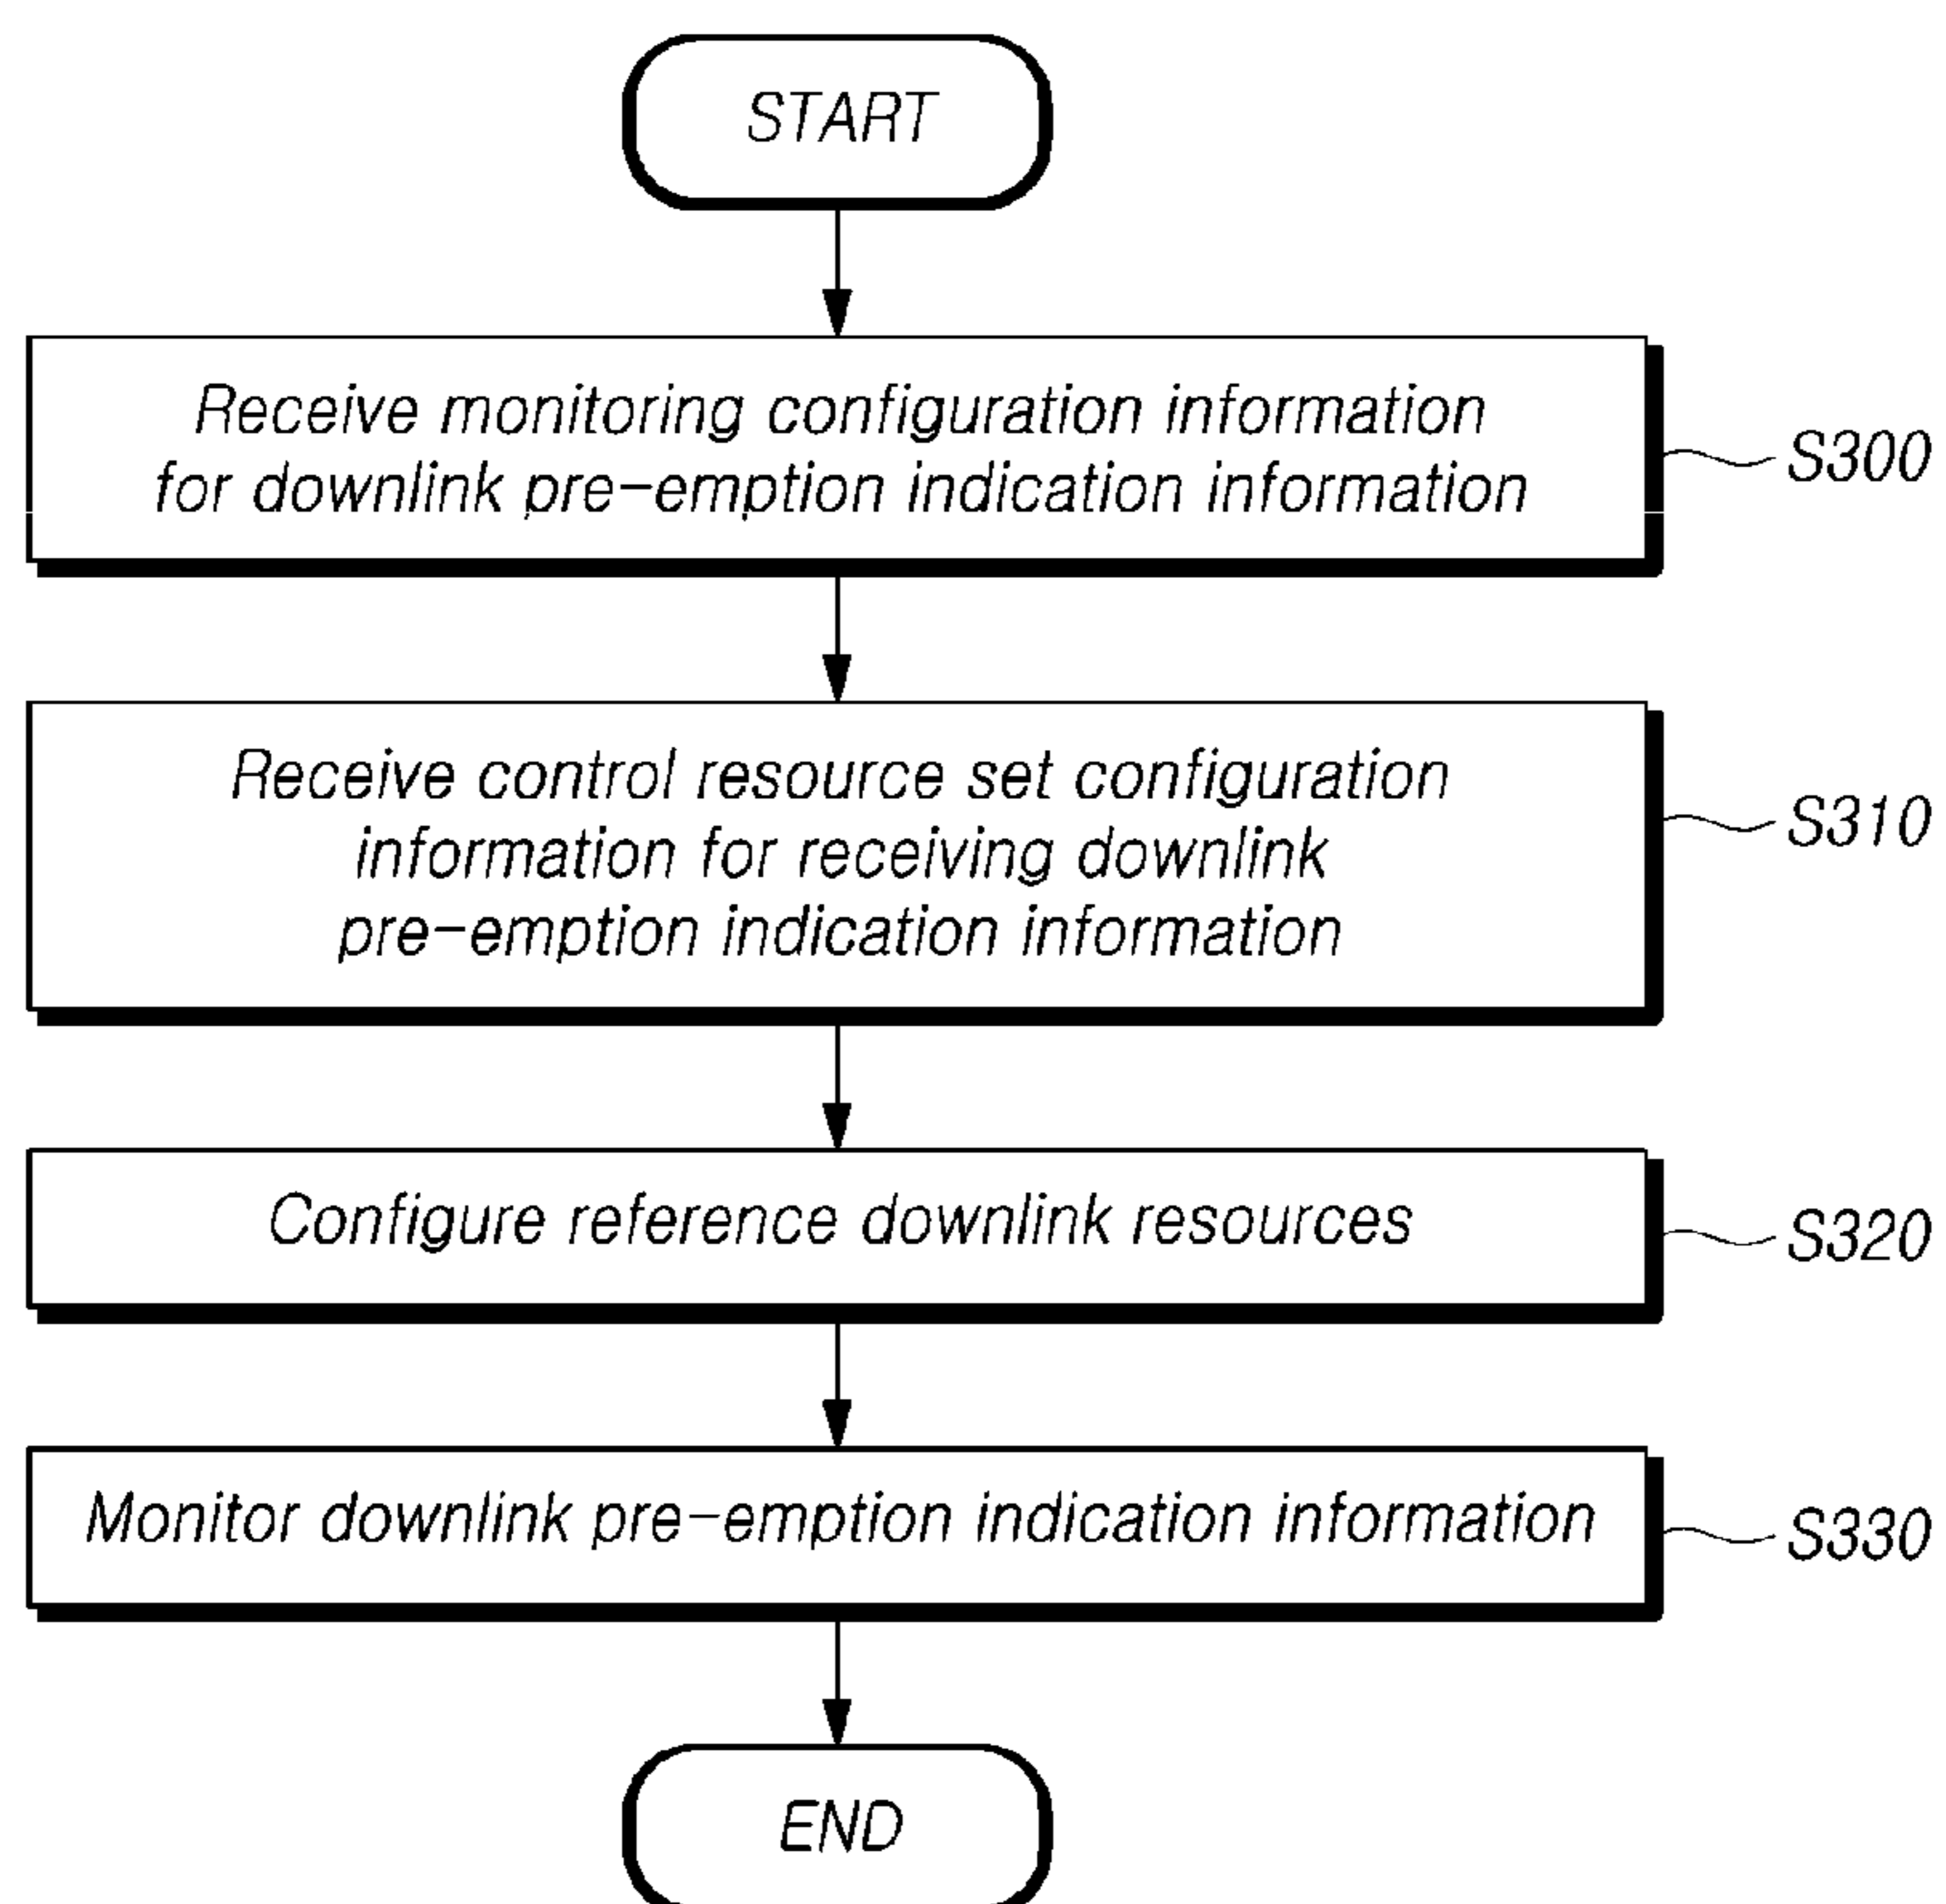 START
Receive monitoring configuration information
for downlink pre-emption indication information
S300
Receive control resource set configuration
information for receiving downlink
pre-emption indication information
S310
Configure reference downlink resources
S320
Monitor downlink pre-emption indication information
S330
END